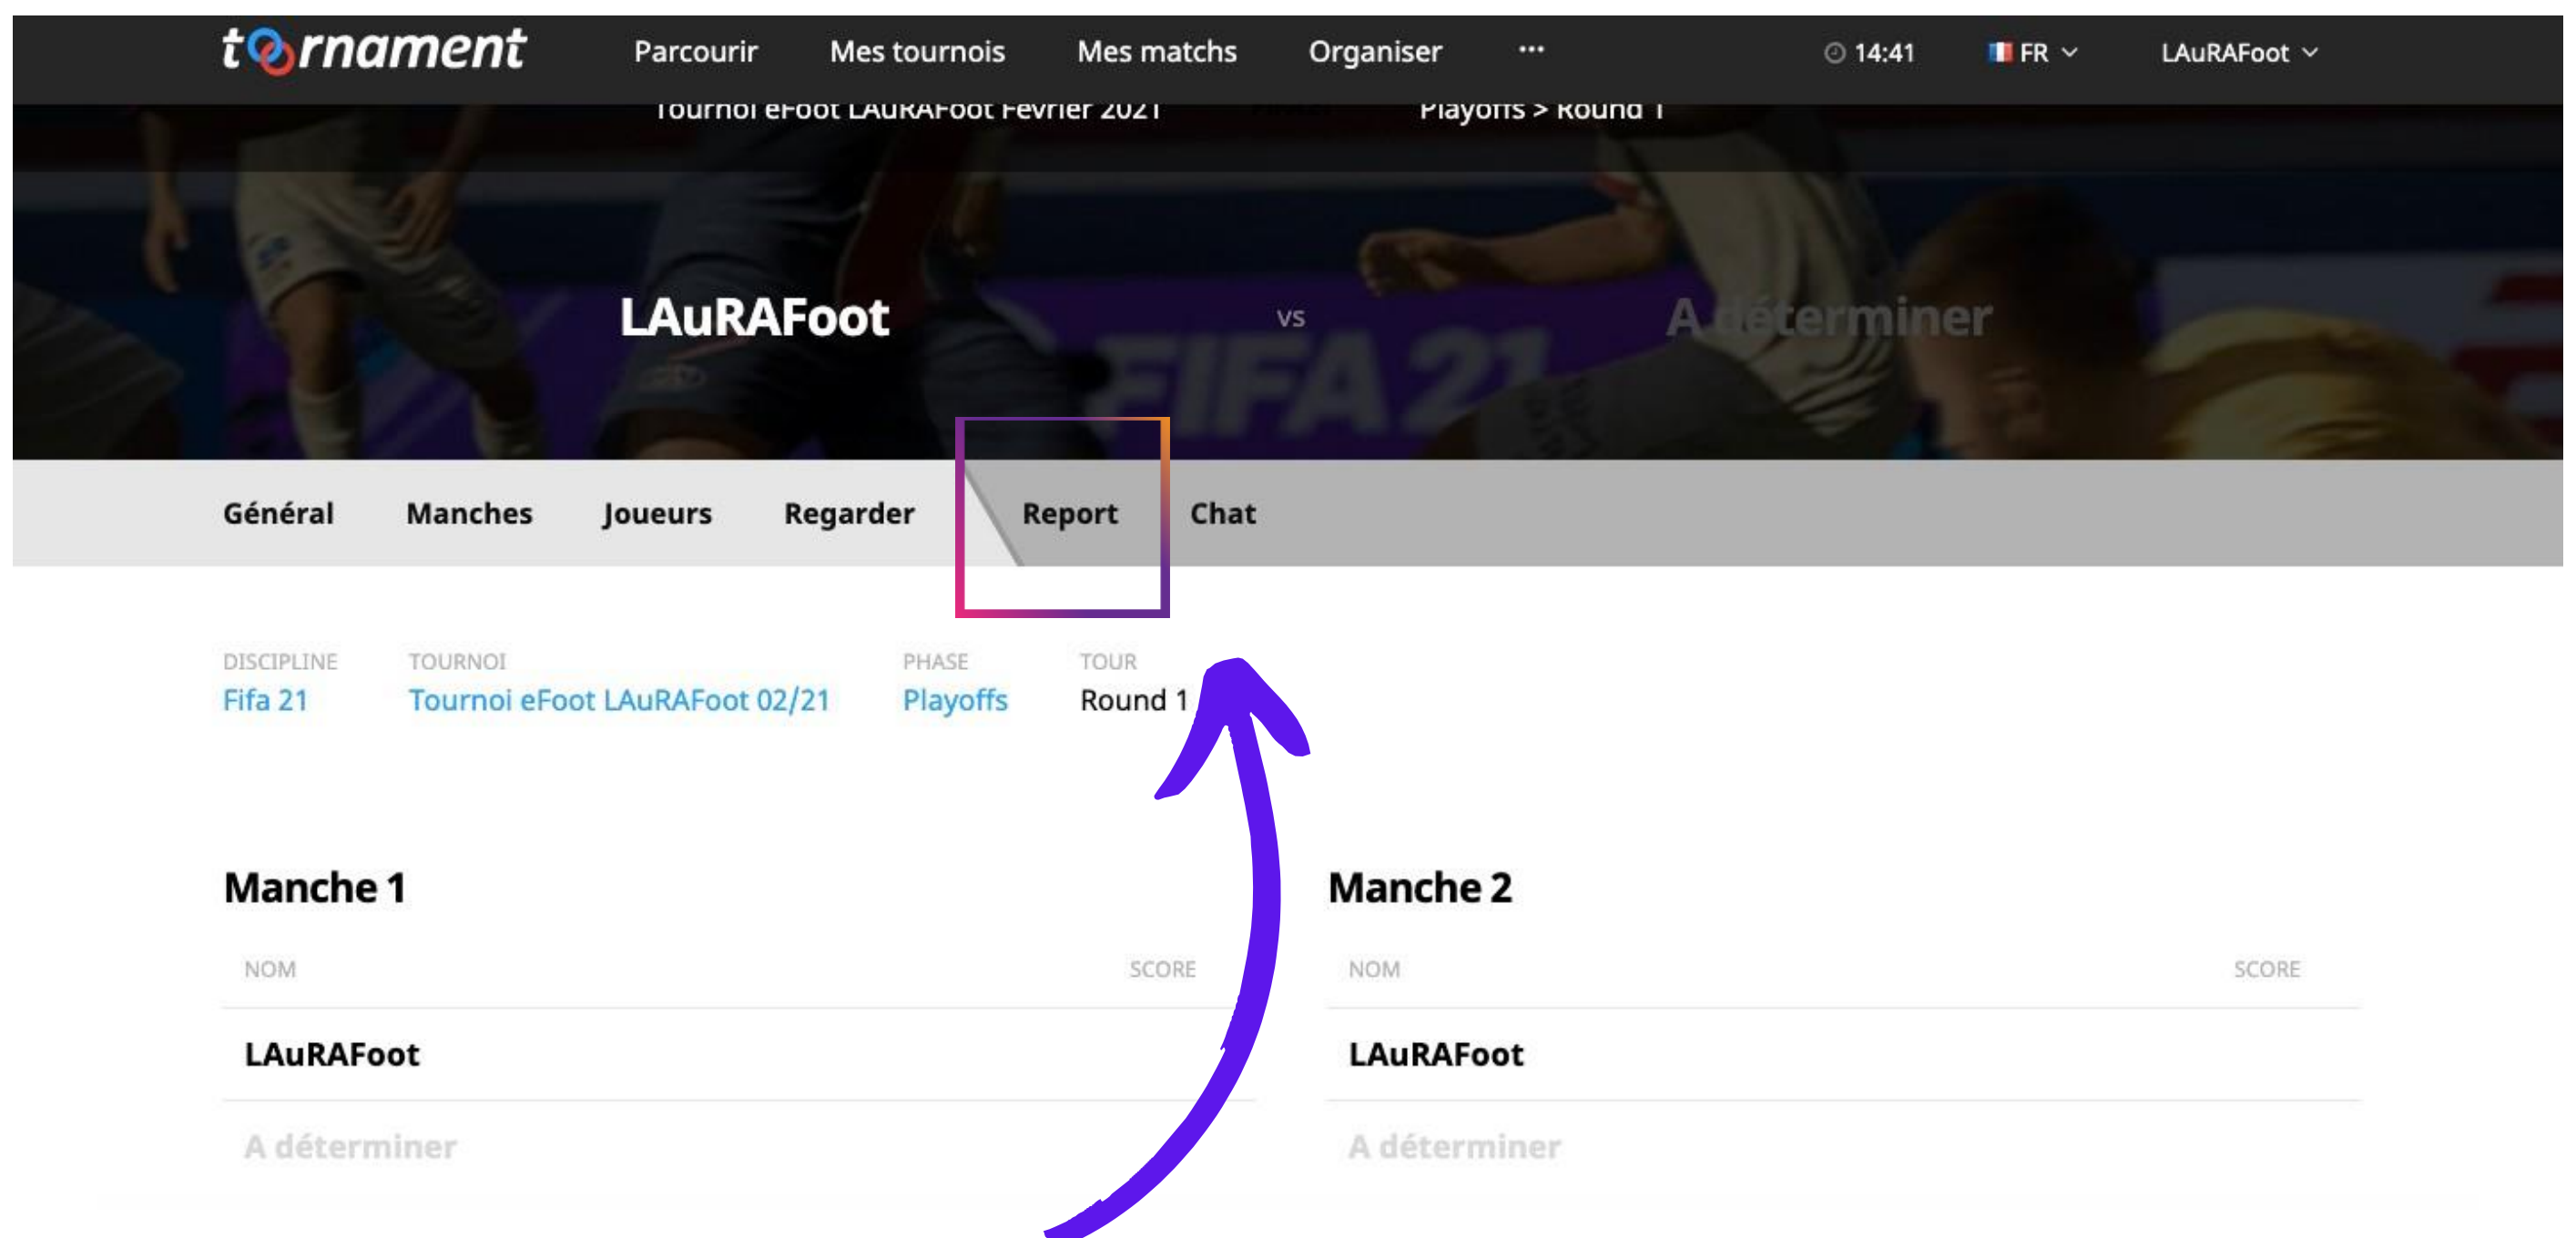 toornament Parcourir Mes tournois Mes matchs Organiser ... 14:41 FR LAuRAFoot
Tournoi eFoot LAuRAFoot Février 2021 Playoffs > Round 1
LAuRAFoot vs A déterminer
FIFA 21
Général Manches Joueurs Regarder Report Chat
DISCIPLINE TOURNOI PHASE TOUR
Fifa 21 Tournoi eFoot LAuRAFoot 02/21 Playoffs Round 1
Manche 1 Manche 2
NOM SCORE NOM SCORE
LAuRAFoot LAuRAFoot
A déterminer A déterminer